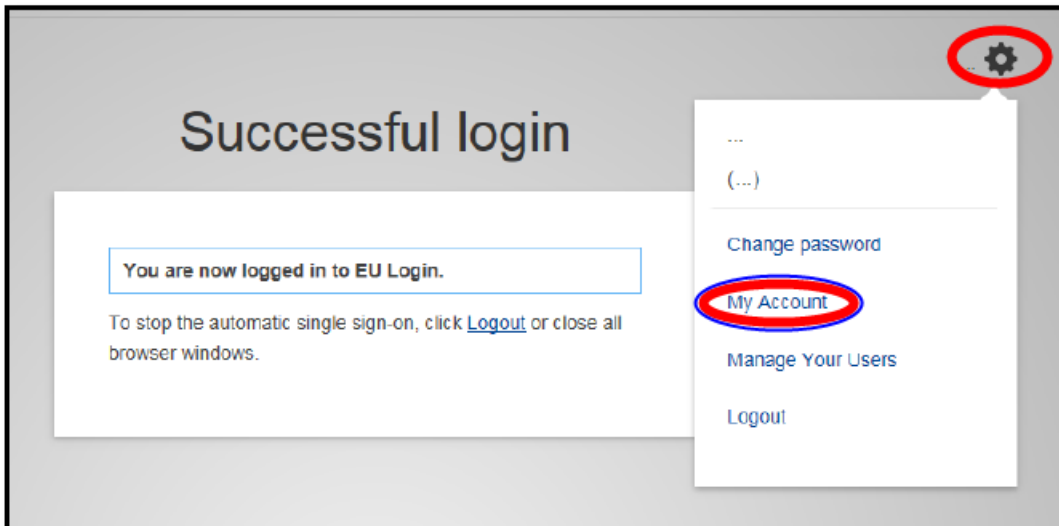 ..
Successful login
...
(...)
You are now logged in to EU Login.
To stop the automatic single sign-on, click Logout or close all
browser windows.
Change password
My Account
Manage Your Users
Logout